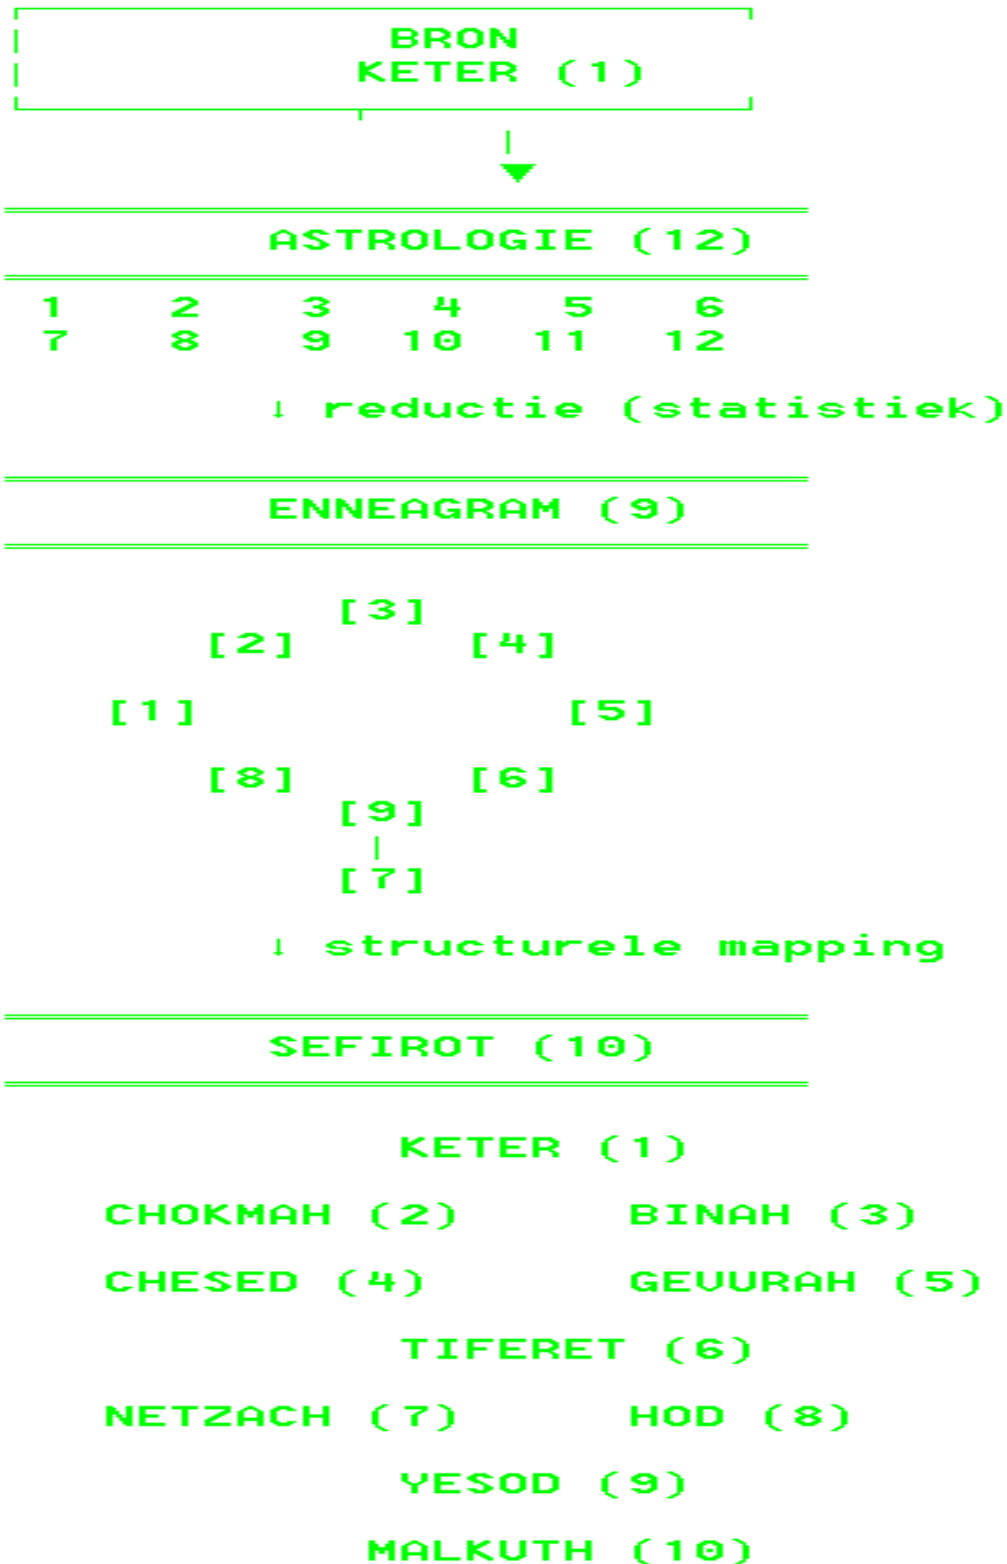 BRON
KETER (1)
ASTROLOGIE (12)
1 2 3 4 5 6
7 8 9 10 11 12
↓ reductie (statistiek)
ENNEAGRAM (9)
[3]
[2] [4]
[1] [5]
[8] [6]
[9]
|
[7]
↓ structurele mapping
SEFIROT (10)
KETER (1)
CHOKMAH (2) BINAH (3)
CHESED (4) GEVURAH (5)
TIFERET (6)
NETZACH (7) HOD (8)
YESOD (9)
MALKUTH (10)